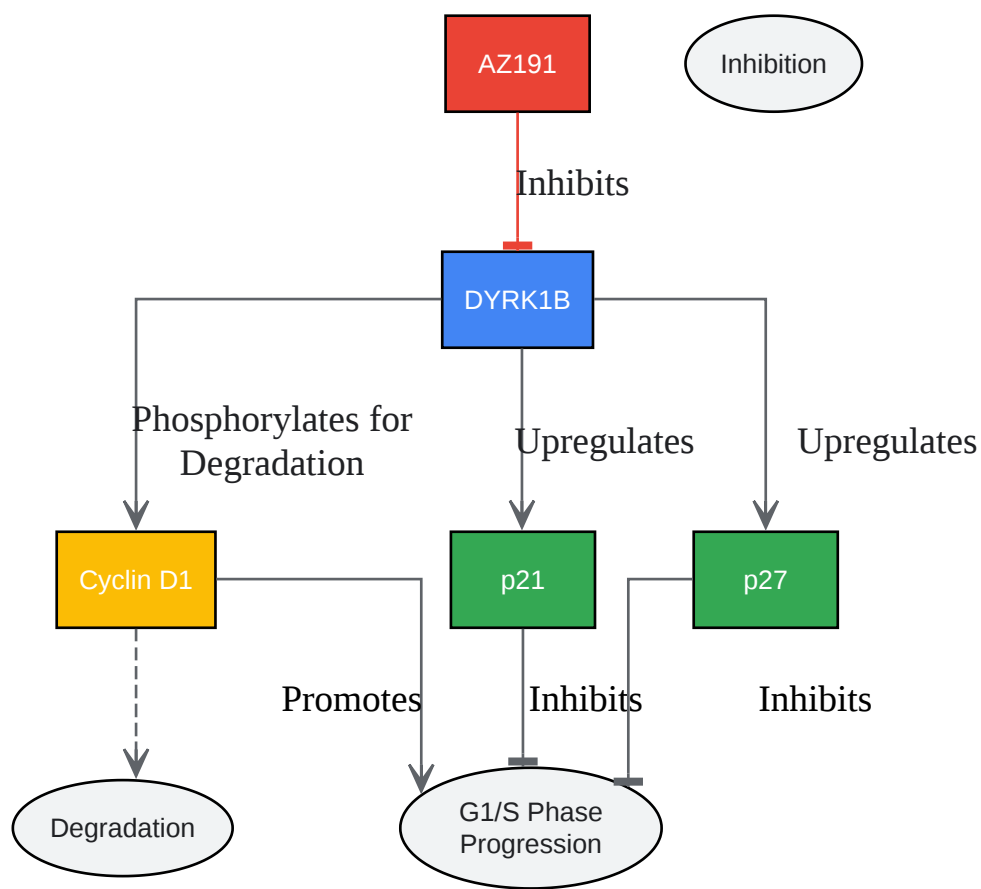 AZ191
Inhibition
Inhibits
DYRK1B
Phosphorylates for
Degradation
Upregulates
Upregulates
Cyclin D1
p21
p27
Promotes
Inhibits
Inhibits
Degradation
G1/S Phase
Progression